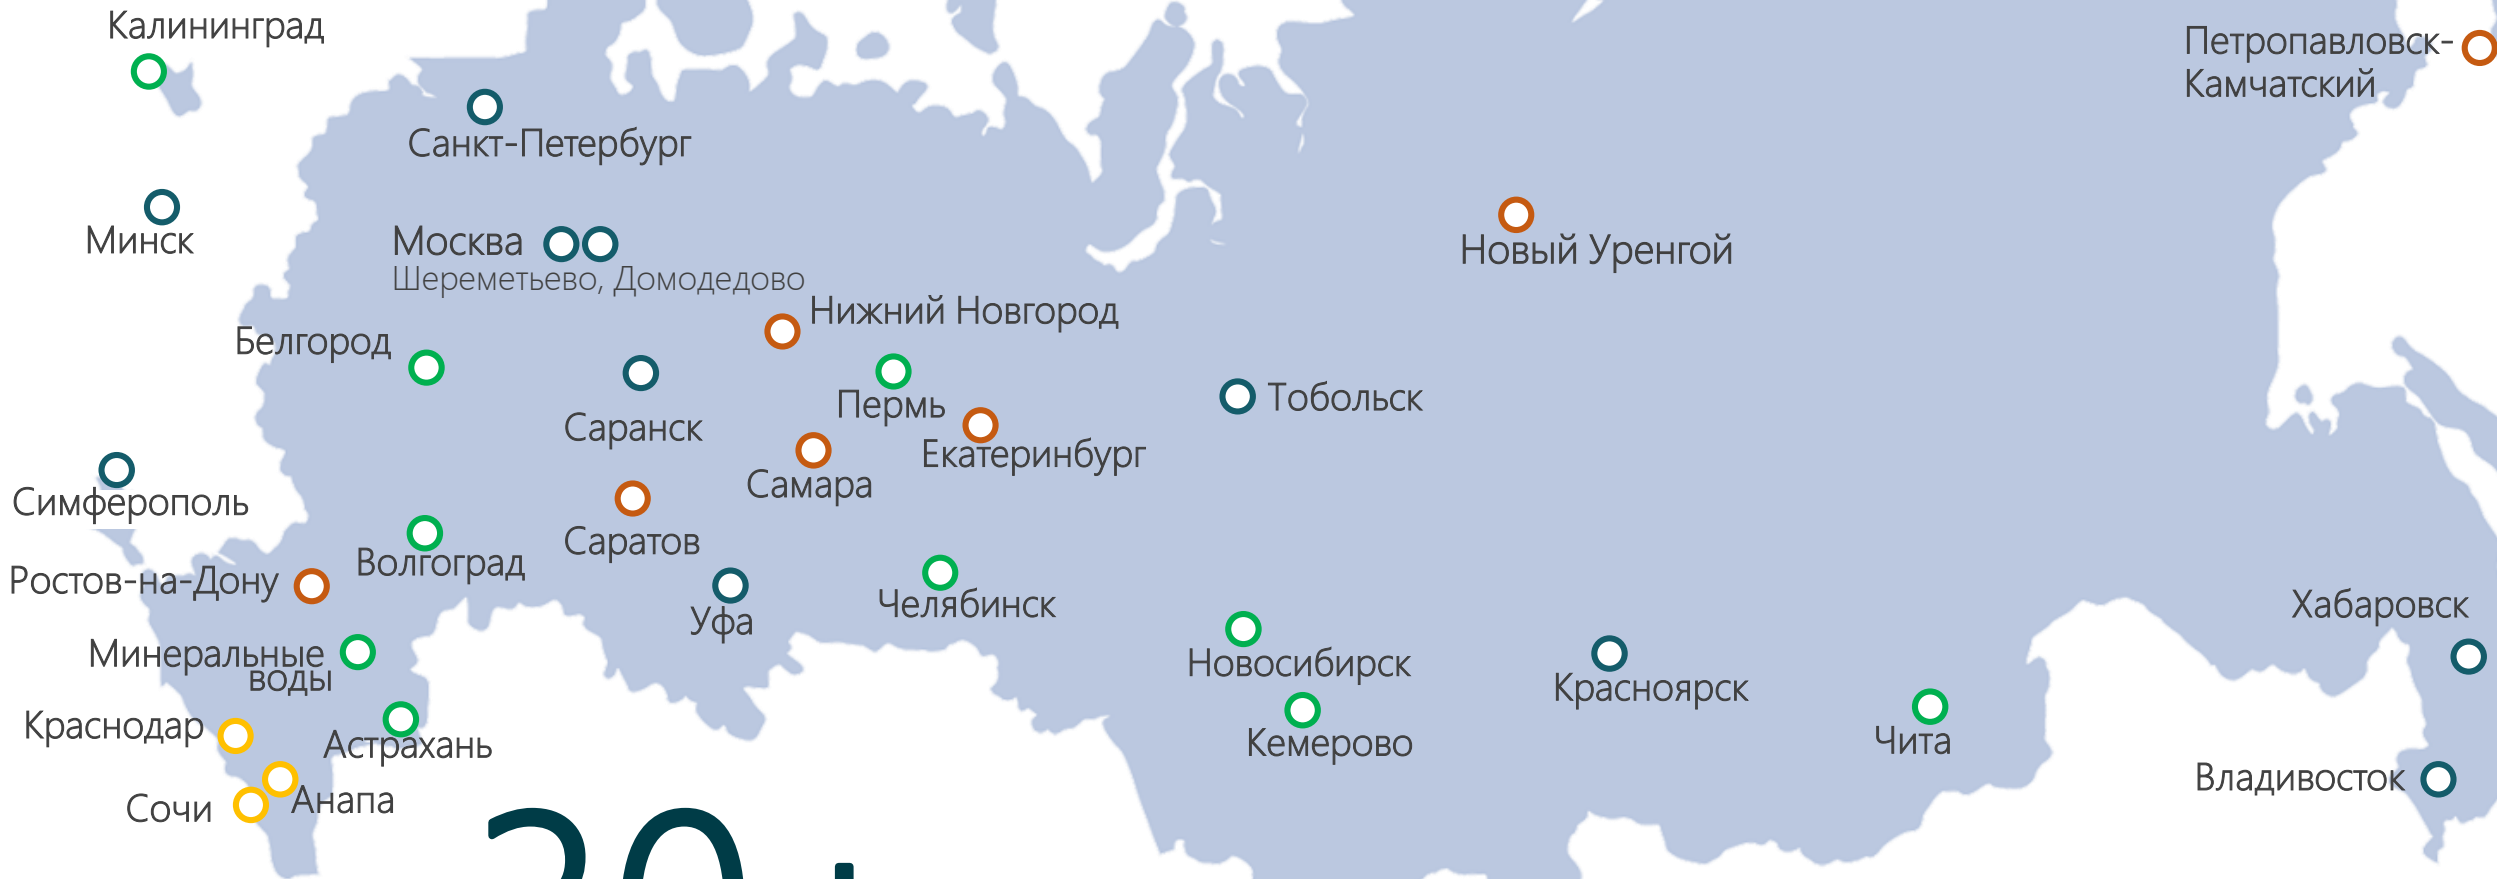 Калининград
Петропавловск-
Камчатский
Санкт-Петербург
Минск
Москва
Шереметьево, Домодедово
Новый Уренгой
Нижний Новгород
Белгород
Пермь
Тобольск
Саранск
Екатеринбург
Самара
Симферополь
Саратов
Волгоград
Ростов-на-Дону
Челябинск
Уфа
Хабаровск
Минеральные
воды
Новосибирск
Красноярск
Краснодар
Астрахань
Кемерово
Чита
Владивосток
Анапа
Сочи